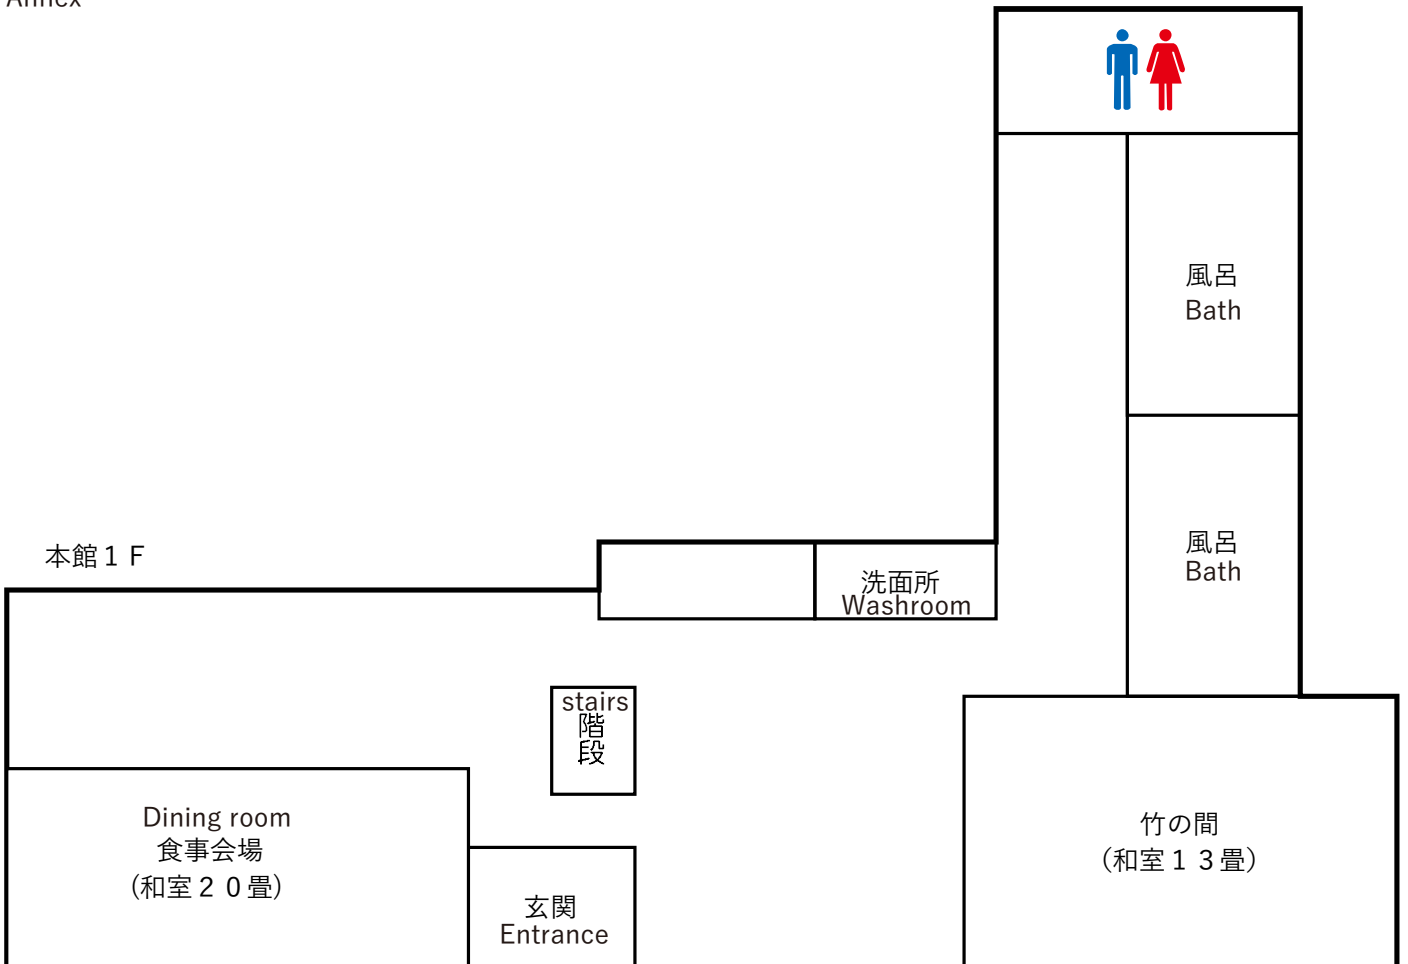 Annex
風呂
Bath
本館１Ｆ
洗面所
Washroom
風呂
Bath
stairs
階
段
Dining room
食事会場
（和室２０畳）
玄関
Entrance
竹の間
（和室１３畳）